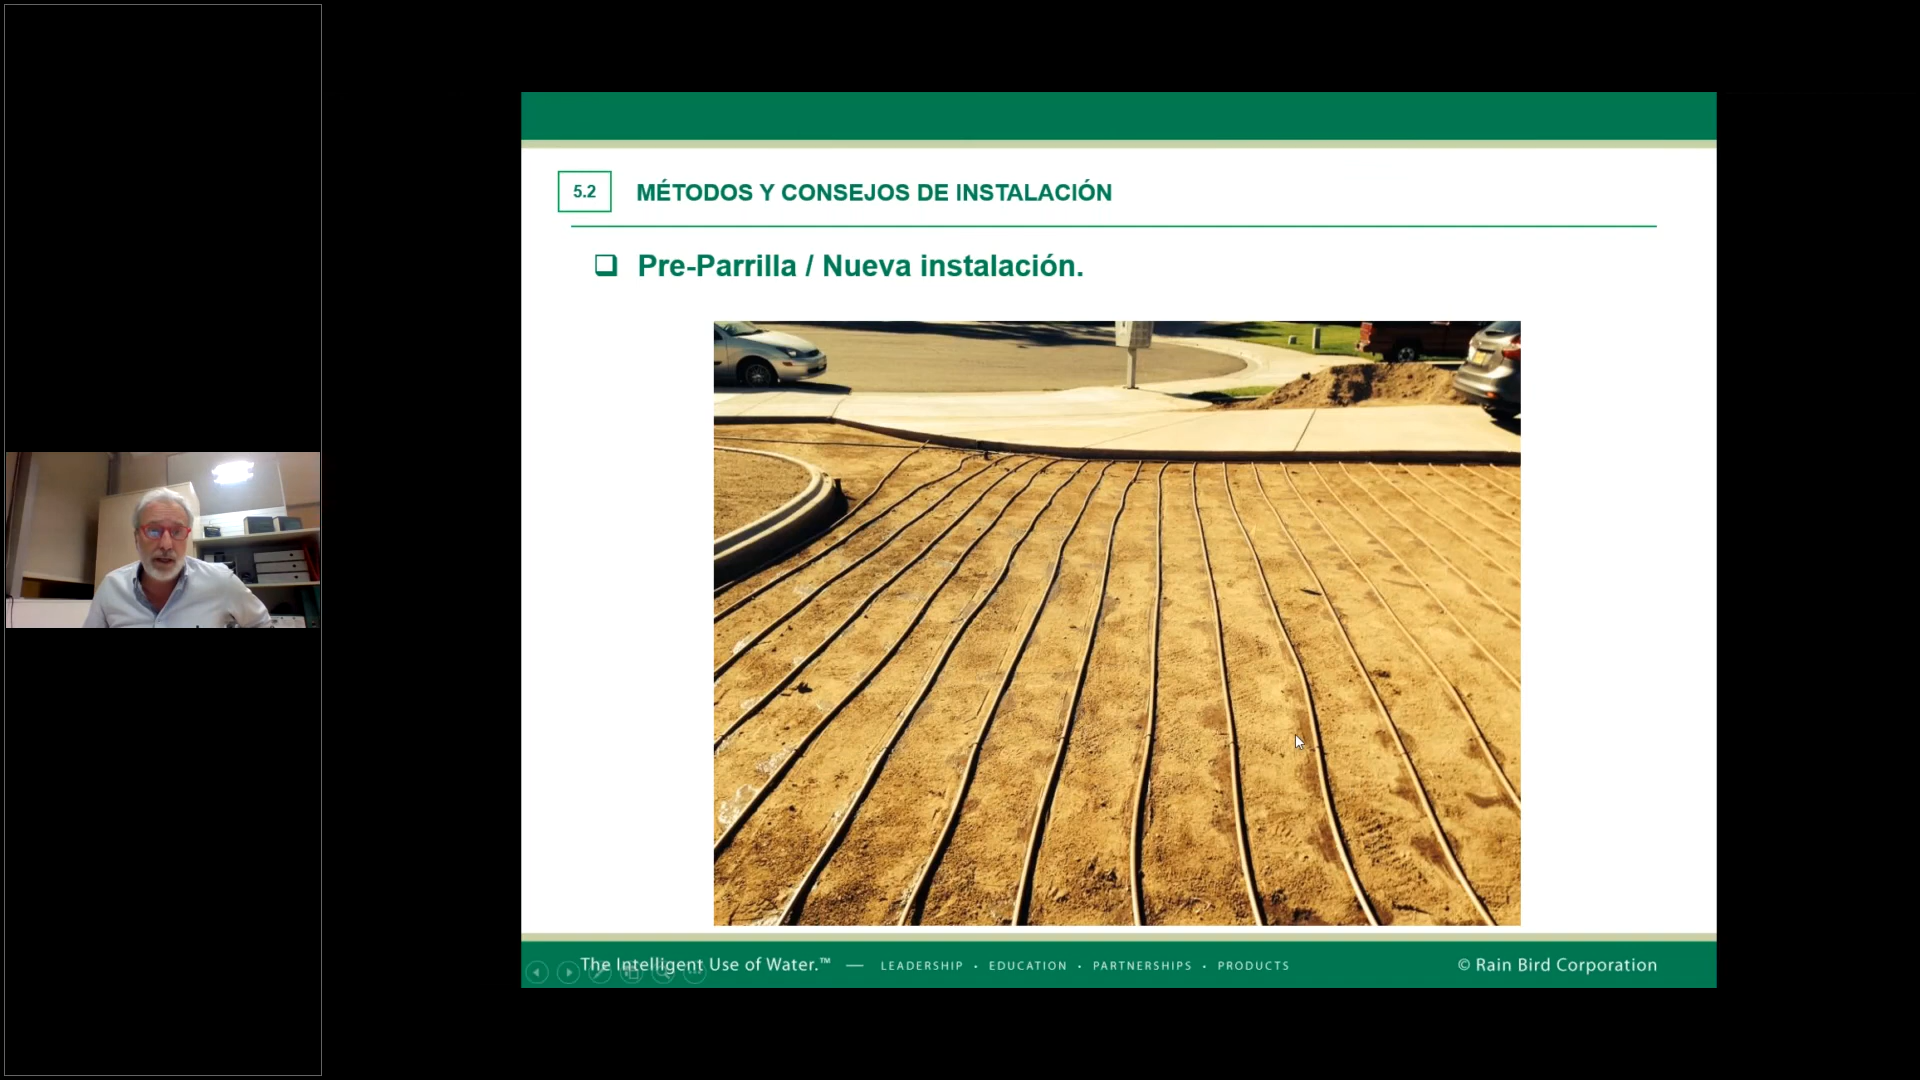 5.2
MÉTODOS Y CONSEJOS DE INSTALACIÓN
Pre-Parrilla / Nueva instalación.
The Intelligent Use of Water.™ — LEADERSHIP • EDUCATION • PARTNERSHIPS • PRODUCTS
© Rain Bird Corporation